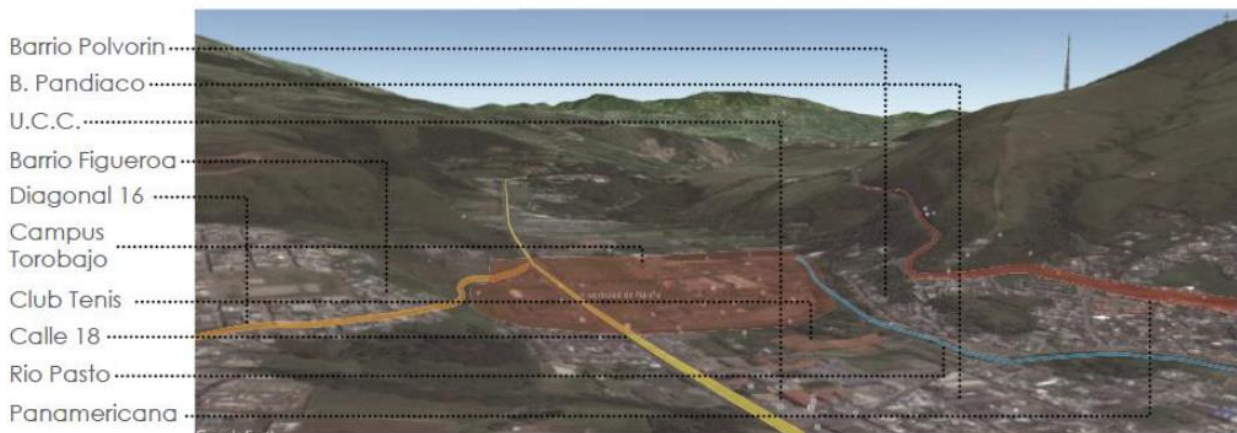 Barrio Polvorin
B. Pandiaco
U.C.C.
Barrio Figueroa
Diagonal 16
Campus
Torobajo
Club Tenis
Calle 18
Rio Pasto
Panamericana